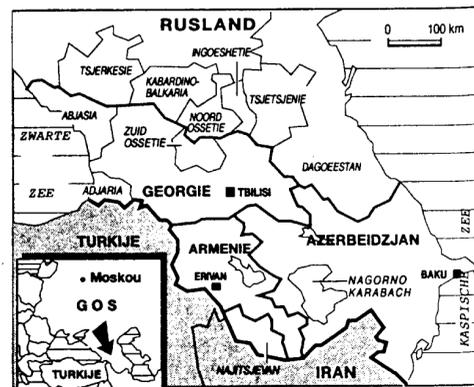 RUSLAND
0 100 km
INGOESHETIE
TSJERKESIE
KABARDINO-
BALKARIA
TSJETSJENIE
ABJASIA
NOORD
OSSETIE
ZWARTE
ZUID
OSSETIE
DAGOEESTAN
ZEE
ADJARIA
GEORGIE
TBILISI
TURKIJE
ARMENIE
AZERBEIDZJAN
ZEE
ERIVAN
NAGORNO
KARABACH
BAKU
KASPISCHE
Moskou
GOS
TURKIJE
NAJITSJEVAN
IRAN